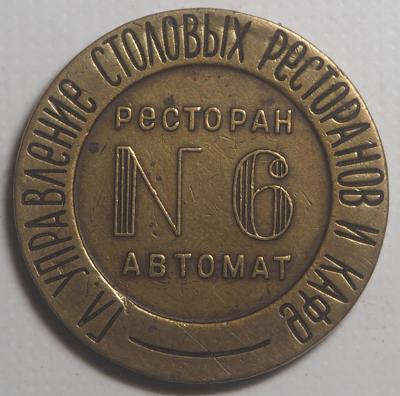 ГЛ. УПРАВЛЕНИЕ СТОЛОВЫХ РЕСТОРАНОВ И КАФЕ
РЕСТОРАН
N 6
АВТОМАТ